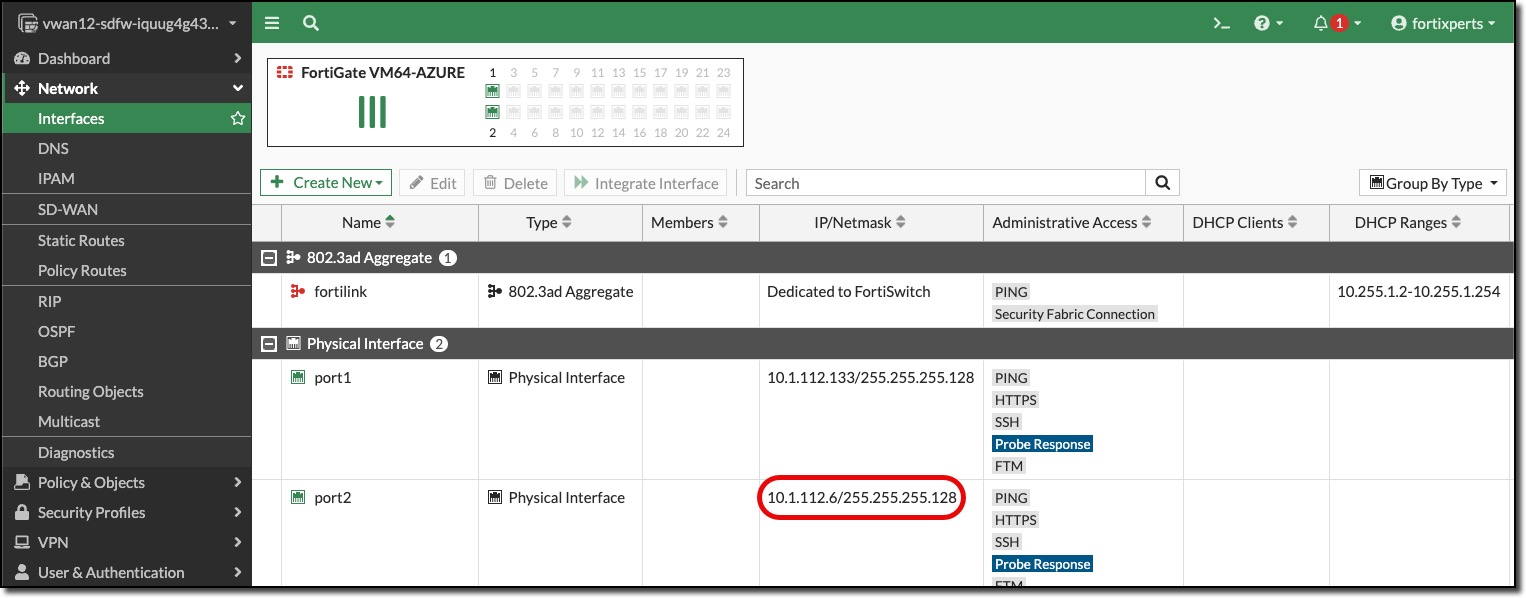 vwan12-sdfw-iquug4g43...
>_ ? 1 fortixperts
Dashboard
Network
Interfaces
DNS
IPAM
SD-WAN
Static Routes
Policy Routes
RIP
OSPF
BGP
Routing Objects
Multicast
Diagnostics
Policy & Objects
Security Profiles
VPN
User & Authentication
FortiGate VM64-AZURE
1 3 5 7 9 11 13 15 17 19 21 23
2 4 6 8 10 12 14 16 18 20 22 24
+ Create New Edit Delete Integrate Interface Search Group By Type
Name Type Members IP/Netmask Administrative Access DHCP Clients DHCP Ranges
802.3ad Aggregate 1
fortilink 802.3ad Aggregate Dedicated to FortiSwitch PING 10.255.1.2-10.255.1.254
Security Fabric Connection
Physical Interface 2
port1 Physical Interface 10.1.112.133/255.255.255.128 PING
HTTPS
SSH
Probe Response
FTM
port2 Physical Interface 10.1.112.6/255.255.255.128 PING
HTTPS
SSH
Probe Response
FTM